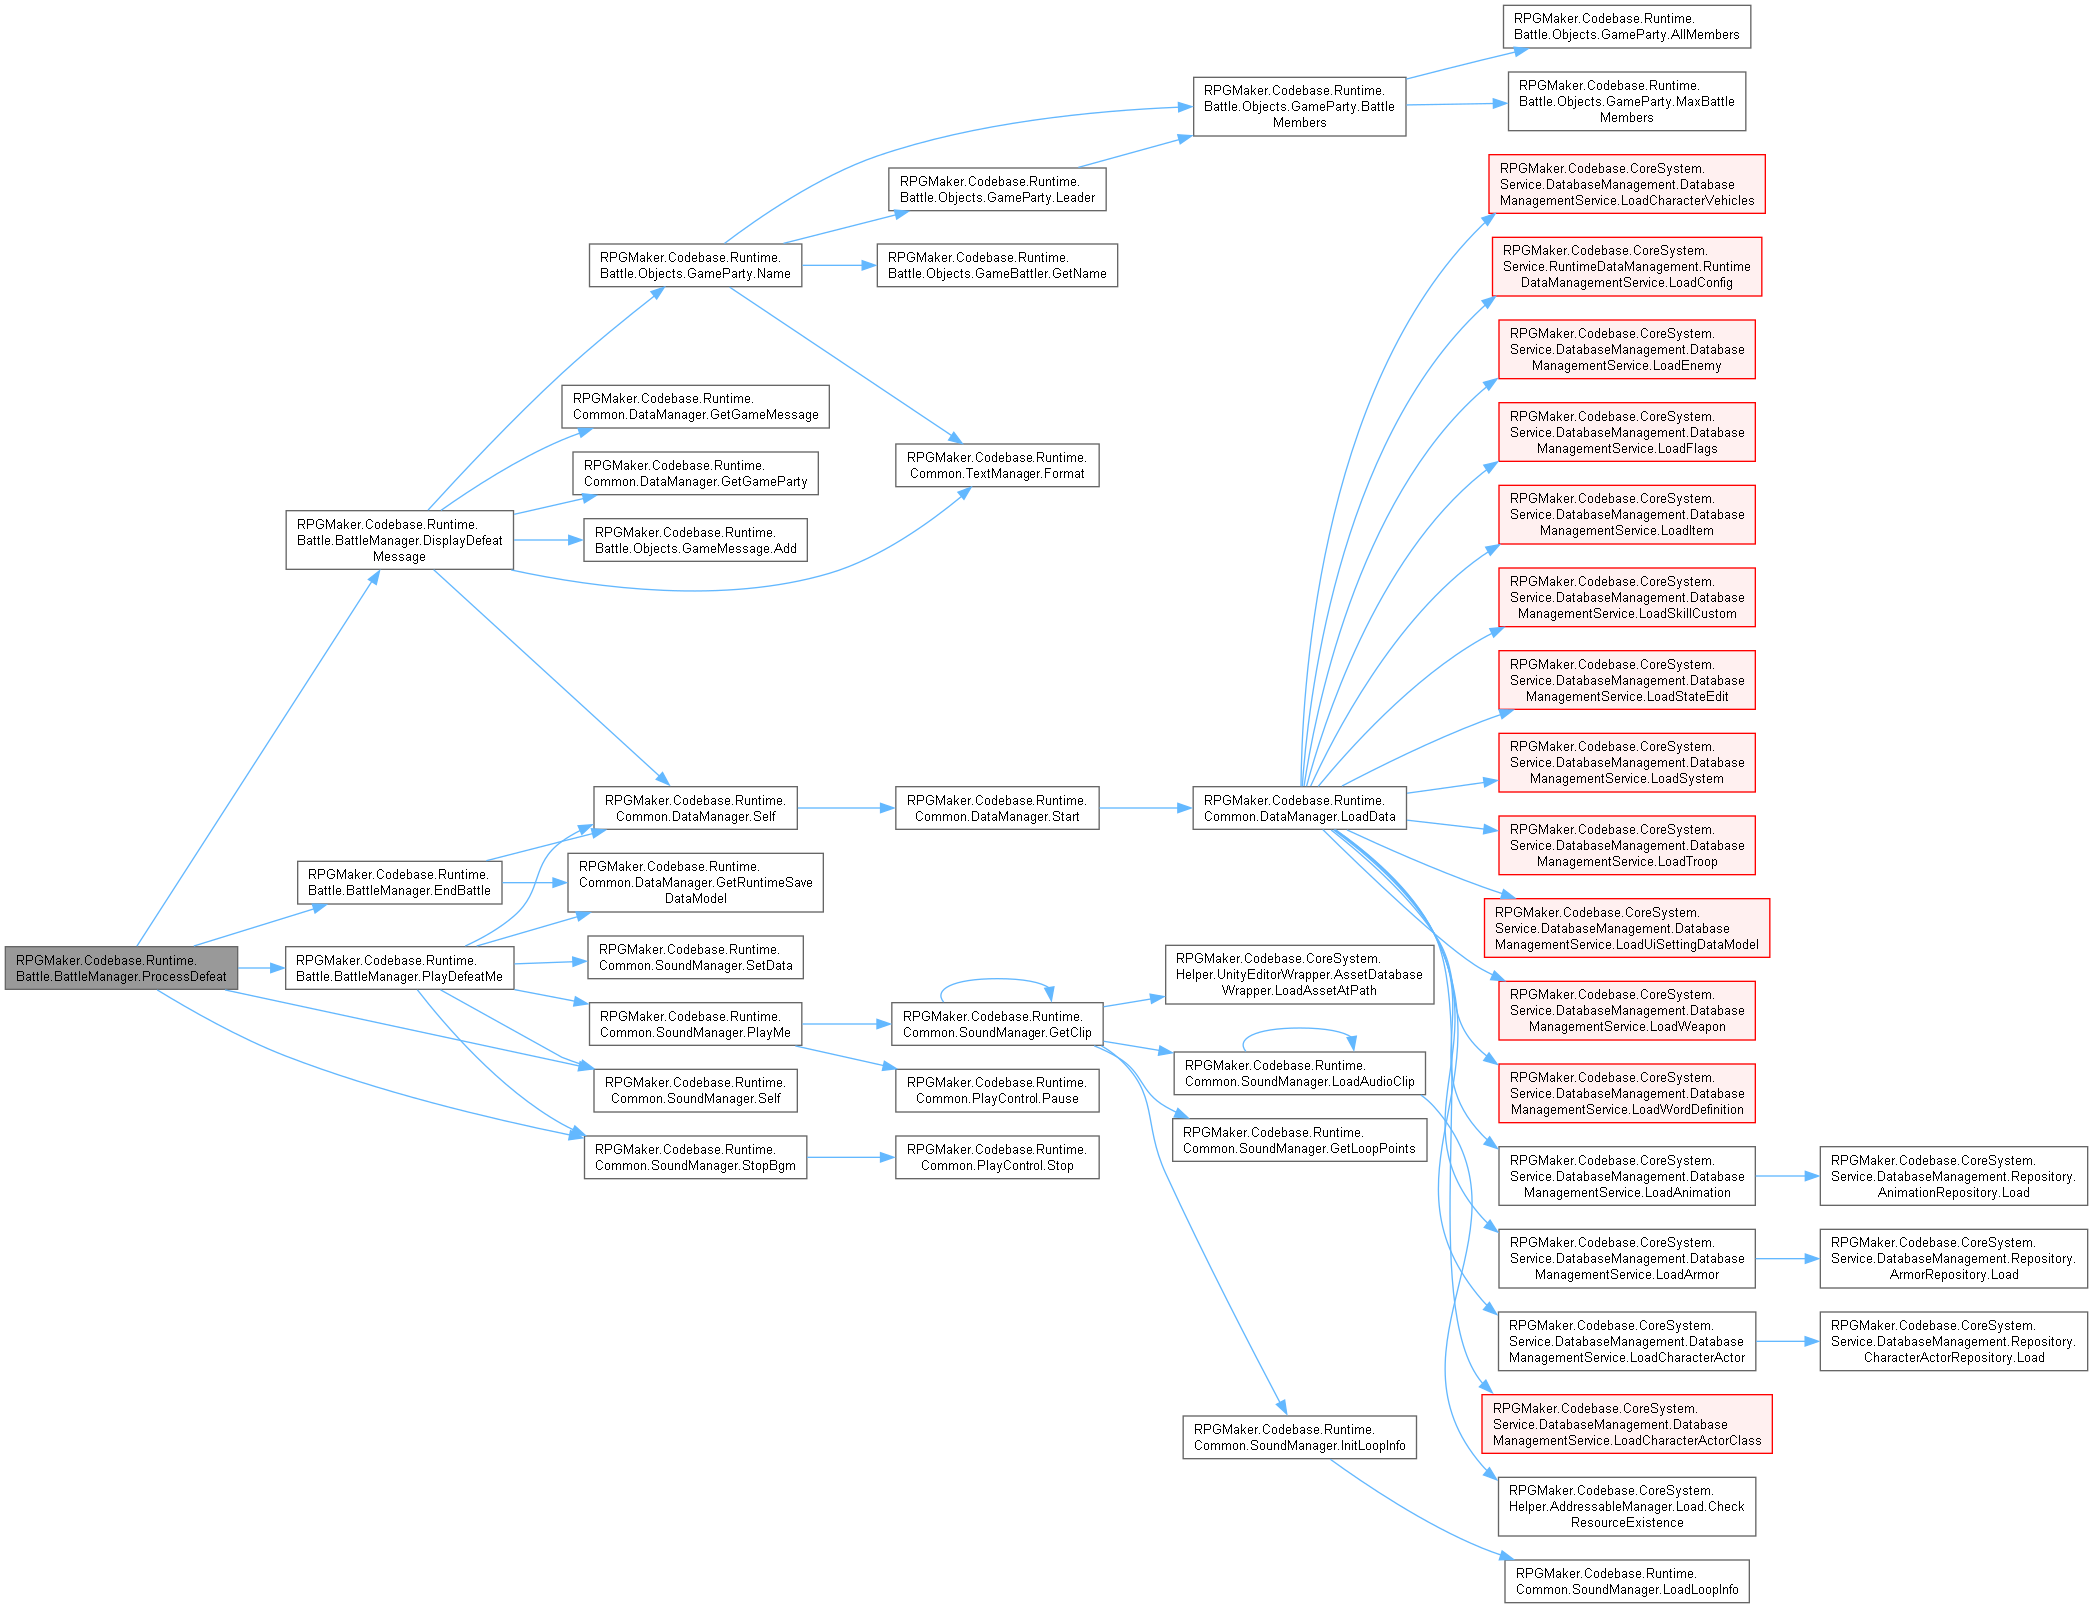 RPGMaker.Codebase.Runtime.
Battle.BattleManager.ProcessDefeat
RPGMaker.Codebase.Runtime.
Battle.BattleManager.DisplayDefeat
Message
RPGMaker.Codebase.Runtime.
Battle.BattleManager.EndBattle
RPGMaker.Codebase.Runtime.
Battle.BattleManager.PlayDefeatMe
RPGMaker.Codebase.Runtime.
Battle.Objects.GameParty.Name
RPGMaker.Codebase.Runtime.
Common.DataManager.GetGameMessage
RPGMaker.Codebase.Runtime.
Common.DataManager.GetGameParty
RPGMaker.Codebase.Runtime.
Battle.Objects.GameMessage.Add
RPGMaker.Codebase.Runtime.
Common.DataManager.Self
RPGMaker.Codebase.Runtime.
Common.DataManager.GetRuntimeSave
DataModel
RPGMaker.Codebase.Runtime.
Common.SoundManager.SetData
RPGMaker.Codebase.Runtime.
Common.SoundManager.PlayMe
RPGMaker.Codebase.Runtime.
Common.SoundManager.Self
RPGMaker.Codebase.Runtime.
Common.SoundManager.StopBgm
RPGMaker.Codebase.Runtime.
Battle.Objects.GameParty.Leader
RPGMaker.Codebase.Runtime.
Battle.Objects.GameBattler.GetName
RPGMaker.Codebase.Runtime.
Common.TextManager.Format
RPGMaker.Codebase.Runtime.
Common.DataManager.Start
RPGMaker.Codebase.Runtime.
Common.SoundManager.GetClip
RPGMaker.Codebase.Runtime.
Common.PlayControl.Pause
RPGMaker.Codebase.Runtime.
Common.PlayControl.Stop
RPGMaker.Codebase.Runtime.
Battle.Objects.GameParty.Battle
Members
RPGMaker.Codebase.Runtime.
Common.DataManager.LoadData
RPGMaker.Codebase.CoreSystem.
Helper.UnityEditorWrapper.AssetDatabase
Wrapper.LoadAssetAtPath
RPGMaker.Codebase.Runtime.
Common.SoundManager.LoadAudioClip
RPGMaker.Codebase.Runtime.
Common.SoundManager.GetLoopPoints
RPGMaker.Codebase.Runtime.
Common.SoundManager.InitLoopInfo
RPGMaker.Codebase.Runtime.
Battle.Objects.GameParty.AllMembers
RPGMaker.Codebase.Runtime.
Battle.Objects.GameParty.MaxBattle
Members
RPGMaker.Codebase.CoreSystem.
Service.DatabaseManagement.Database
ManagementService.LoadCharacterVehicles
RPGMaker.Codebase.CoreSystem.
Service.RuntimeDataManagement.Runtime
DataManagementService.LoadConfig
RPGMaker.Codebase.CoreSystem.
Service.DatabaseManagement.Database
ManagementService.LoadEnemy
RPGMaker.Codebase.CoreSystem.
Service.DatabaseManagement.Database
ManagementService.LoadFlags
RPGMaker.Codebase.CoreSystem.
Service.DatabaseManagement.Database
ManagementService.LoadItem
RPGMaker.Codebase.CoreSystem.
Service.DatabaseManagement.Database
ManagementService.LoadSkillCustom
RPGMaker.Codebase.CoreSystem.
Service.DatabaseManagement.Database
ManagementService.LoadStateEdit
RPGMaker.Codebase.CoreSystem.
Service.DatabaseManagement.Database
ManagementService.LoadSystem
RPGMaker.Codebase.CoreSystem.
Service.DatabaseManagement.Database
ManagementService.LoadTroop
RPGMaker.Codebase.CoreSystem.
Service.DatabaseManagement.Database
ManagementService.LoadUiSettingDataModel
RPGMaker.Codebase.CoreSystem.
Service.DatabaseManagement.Database
ManagementService.LoadWeapon
RPGMaker.Codebase.CoreSystem.
Service.DatabaseManagement.Database
ManagementService.LoadWordDefinition
RPGMaker.Codebase.CoreSystem.
Service.DatabaseManagement.Database
ManagementService.LoadAnimation
RPGMaker.Codebase.CoreSystem.
Service.DatabaseManagement.Database
ManagementService.LoadArmor
RPGMaker.Codebase.CoreSystem.
Service.DatabaseManagement.Database
ManagementService.LoadCharacterActor
RPGMaker.Codebase.CoreSystem.
Service.DatabaseManagement.Database
ManagementService.LoadCharacterActorClass
RPGMaker.Codebase.CoreSystem.
Helper.AddressableManager.Load.Check
ResourceExistence
RPGMaker.Codebase.Runtime.
Common.SoundManager.LoadLoopInfo
RPGMaker.Codebase.CoreSystem.
Service.DatabaseManagement.Repository.
AnimationRepository.Load
RPGMaker.Codebase.CoreSystem.
Service.DatabaseManagement.Repository.
ArmorRepository.Load
RPGMaker.Codebase.CoreSystem.
Service.DatabaseManagement.Repository.
CharacterActorRepository.Load